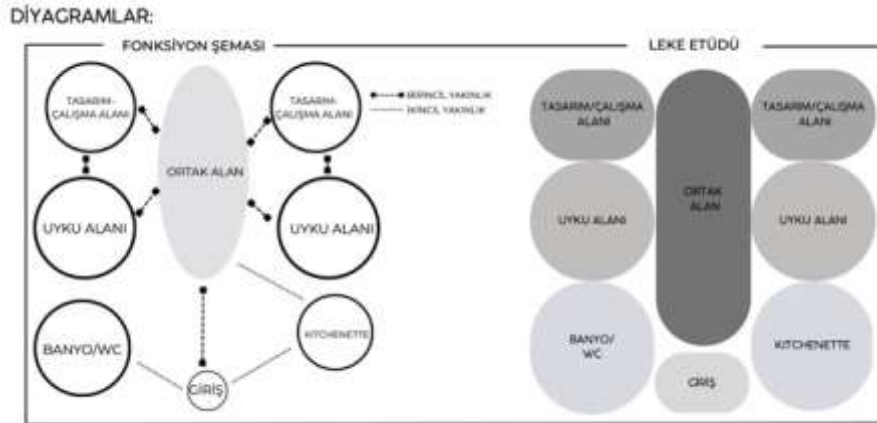 DİYAGRAMLAR:
FONKSİYON ŞEMASI
LEKE ETÜDÜ
TASARIM-
ÇALIŞMA ALANI
TASARIM-
ÇALIŞMA ALANI
BİRİNCİL YAKINLIK
İKİNCİL YAKINLIK
ORTAK ALAN
UYKU ALANI
UYKU ALANI
BANYO/WC
KITCHENETTE
GİRİŞ
TASARIM/ÇALIŞMA
ALANI
TASARIM/ÇALIŞMA
ALANI
ORTAK
ALAN
UYKU ALANI
UYKU ALANI
BANYO/
WC
KITCHENETTE
GİRİŞ